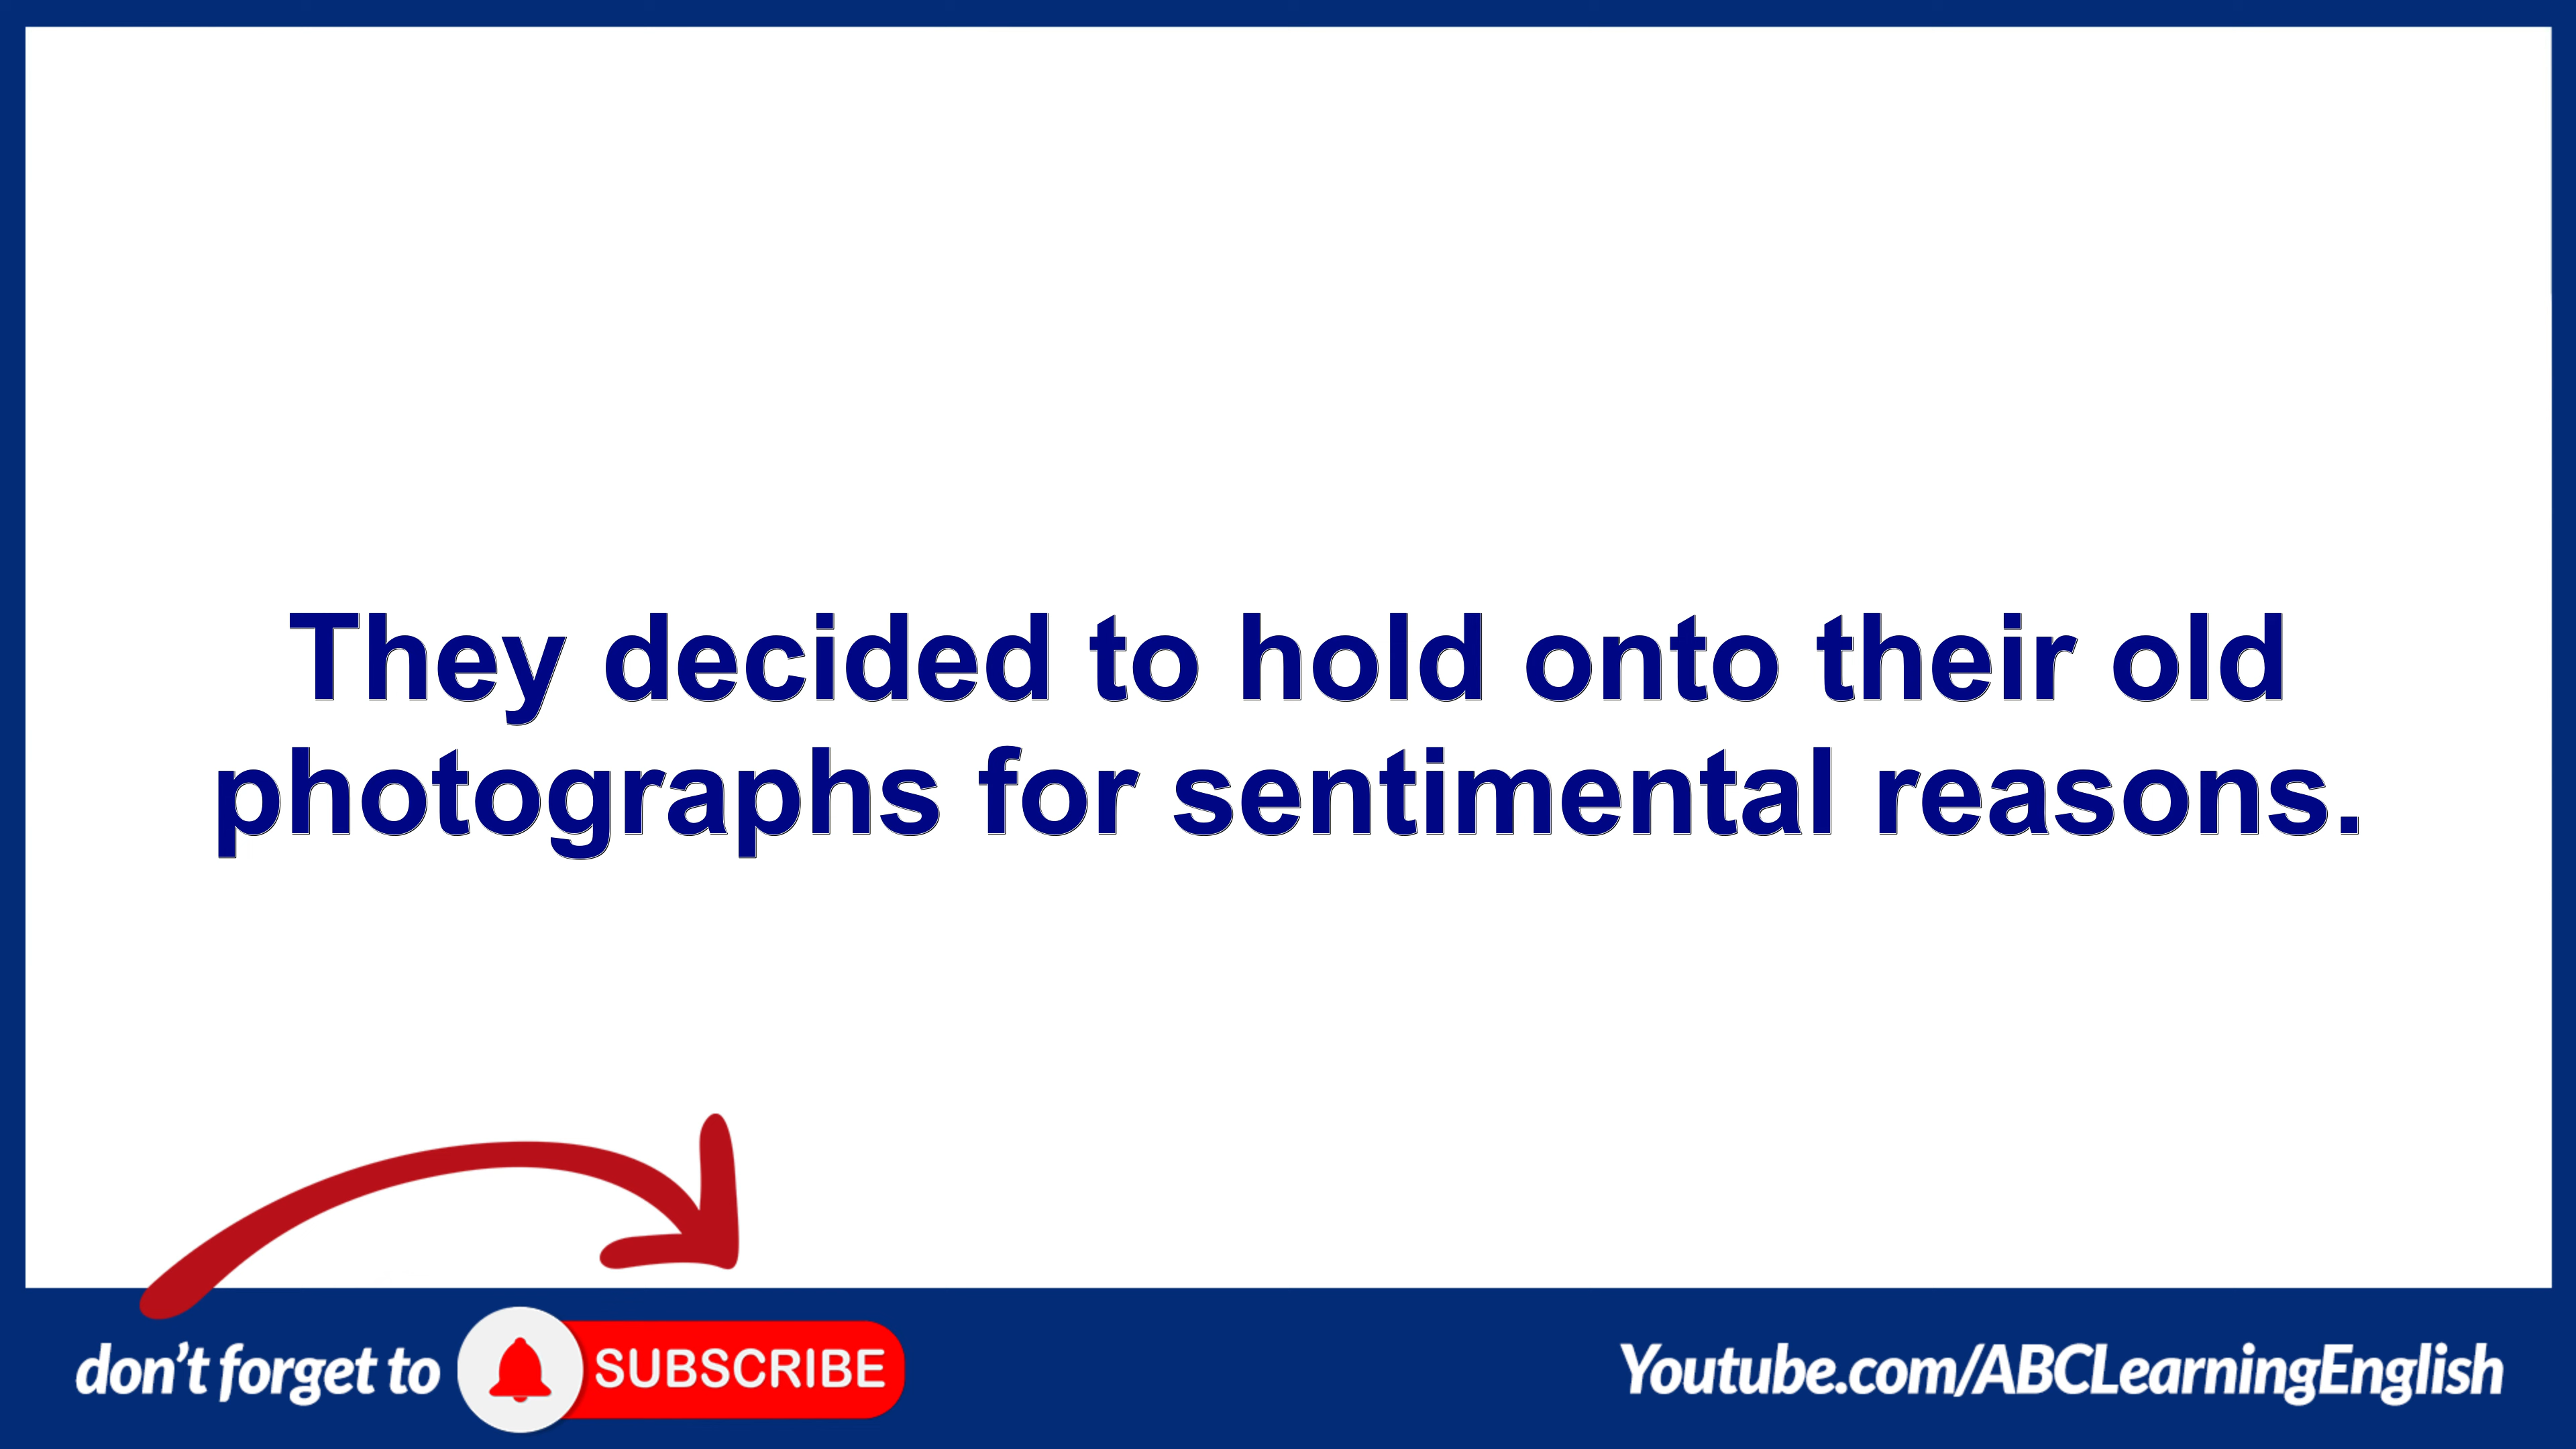 They decided to hold onto their old
photographs for sentimental reasons.
don't forget to SUBSCRIBE
Youtube.com/ABCLearningEnglish